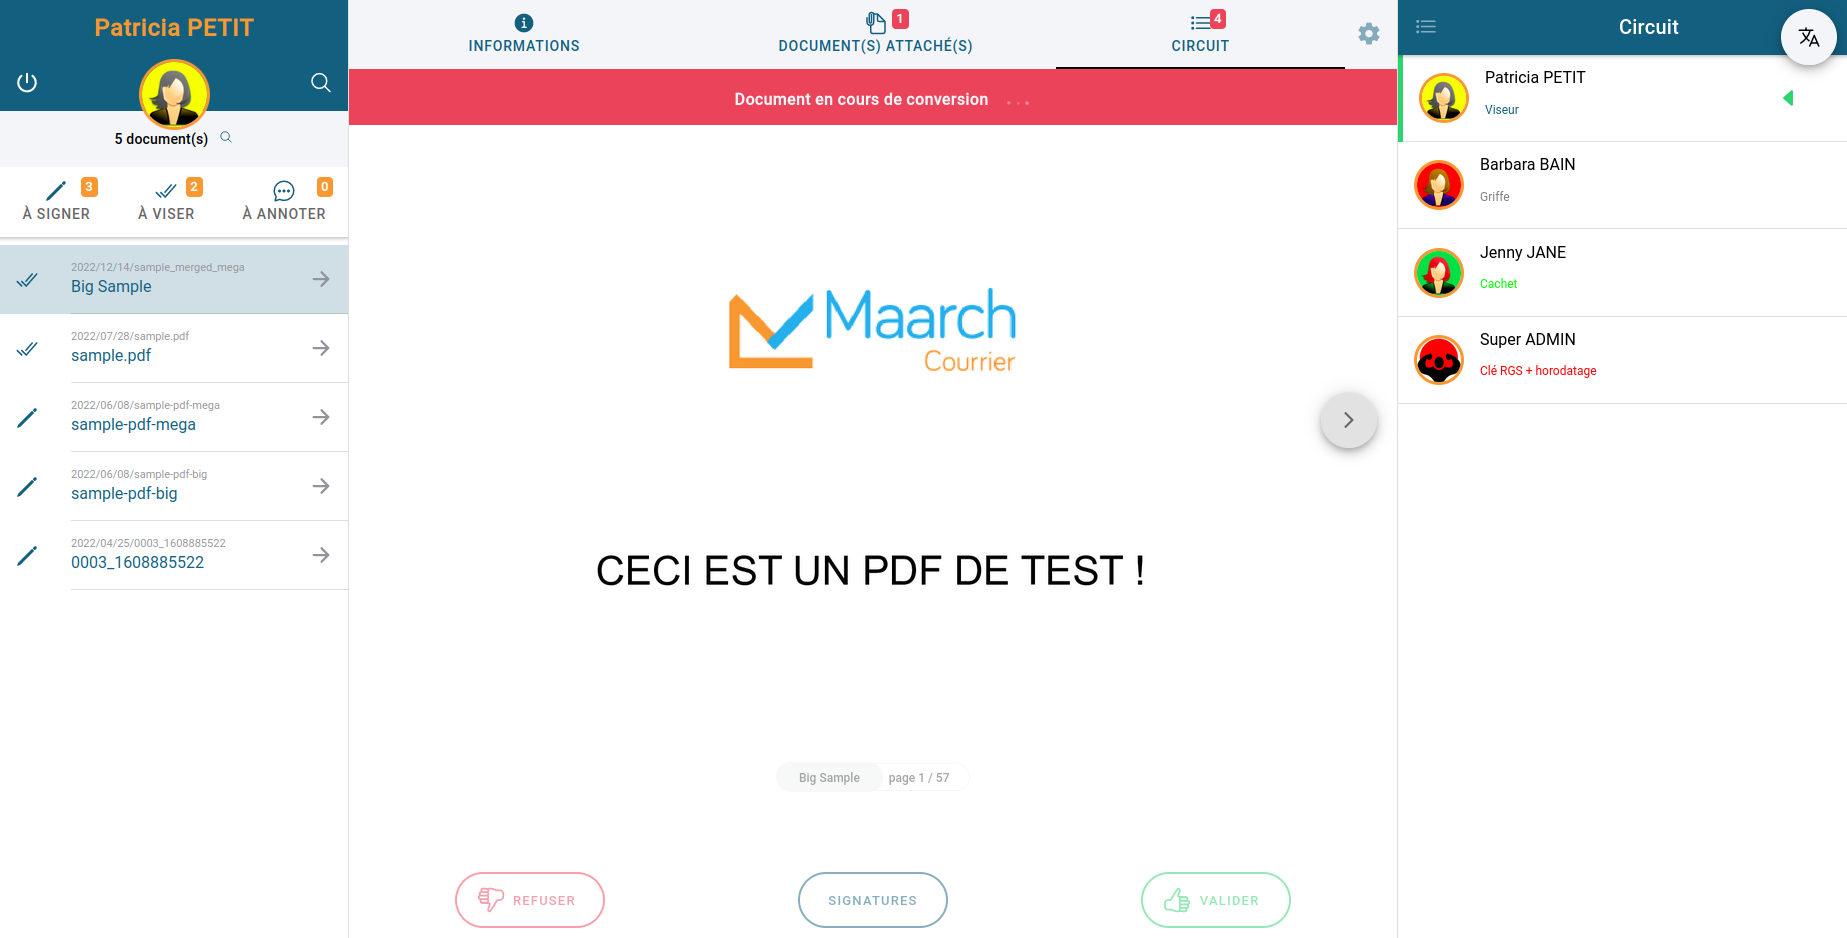 Patricia PETIT
5 document(s)
3
À SIGNER
2
À VISER
0
À ANNOTER
2022/12/14/sample_merged_mega
Big Sample
2022/07/28/sample.pdf
sample.pdf
2022/06/08/sample-pdf-mega
sample-pdf-mega
2022/06/08/sample-pdf-big
sample-pdf-big
2022/04/25/0003_1608885522
0003_1608885522
INFORMATIONS
1
DOCUMENT(S) ATTACHÉ(S)
4
CIRCUIT
Document en cours de conversion ...
Maarch
Courrier
CECI EST UN PDF DE TEST !
Big Sample page 1 / 57
REFUSER
SIGNATURES
VALIDER
Circuit
Patricia PETIT
Viseur
Barbara BAIN
Griffe
Jenny JANE
Cachet
Super ADMIN
Clé RGS + horodatage